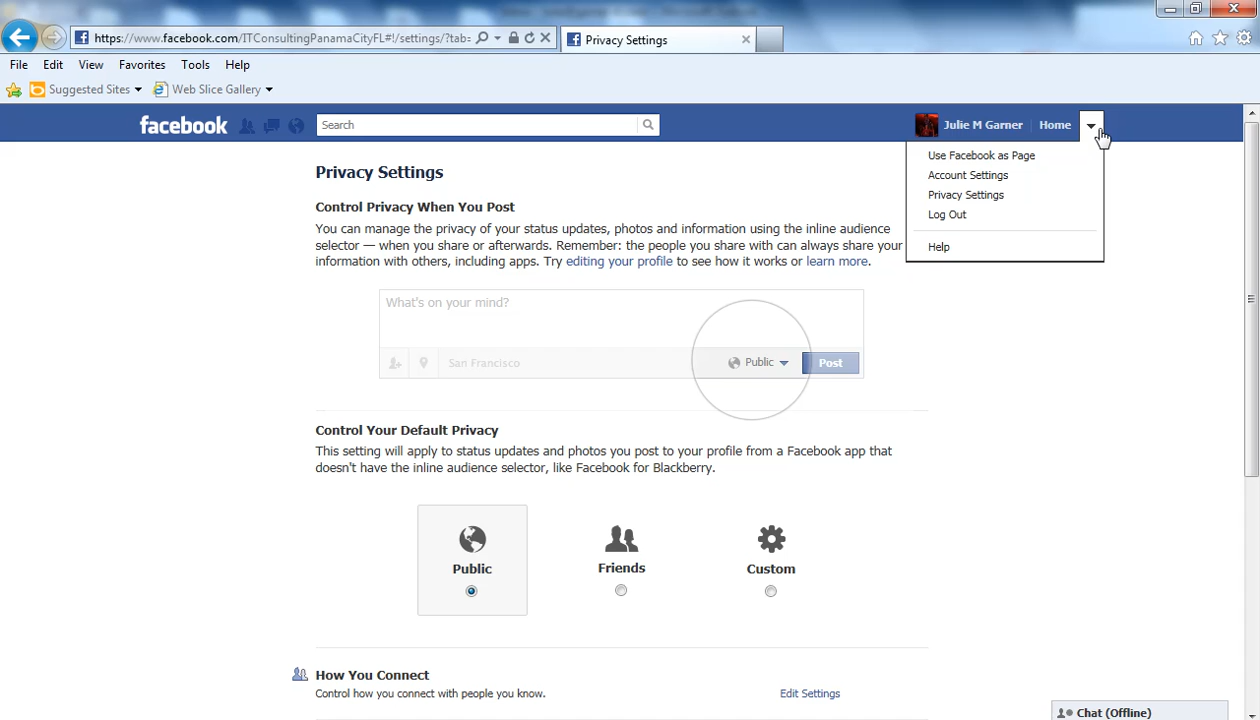 https://www.facebook.com/ITConsultingPanamaCityFL#!/settings/?tab=
Privacy Settings
File Edit View Favorites Tools Help
Suggested Sites Web Slice Gallery
facebook Search Julie M Garner Home
Use Facebook as Page
Account Settings
Privacy Settings
Log Out
Help
Privacy Settings
Control Privacy When You Post
You can manage the privacy of your status updates, photos and information using the inline audience
selector — when you share or afterwards. Remember: the people you share with can always share your
information with others, including apps. Try editing your profile to see how it works or learn more.
What's on your mind?
San Francisco Public Post
Control Your Default Privacy
This setting will apply to status updates and photos you post to your profile from a Facebook app that
doesn't have the inline audience selector, like Facebook for Blackberry.
Public Friends Custom
How You Connect
Control how you connect with people you know. Edit Settings
Chat (Offline)